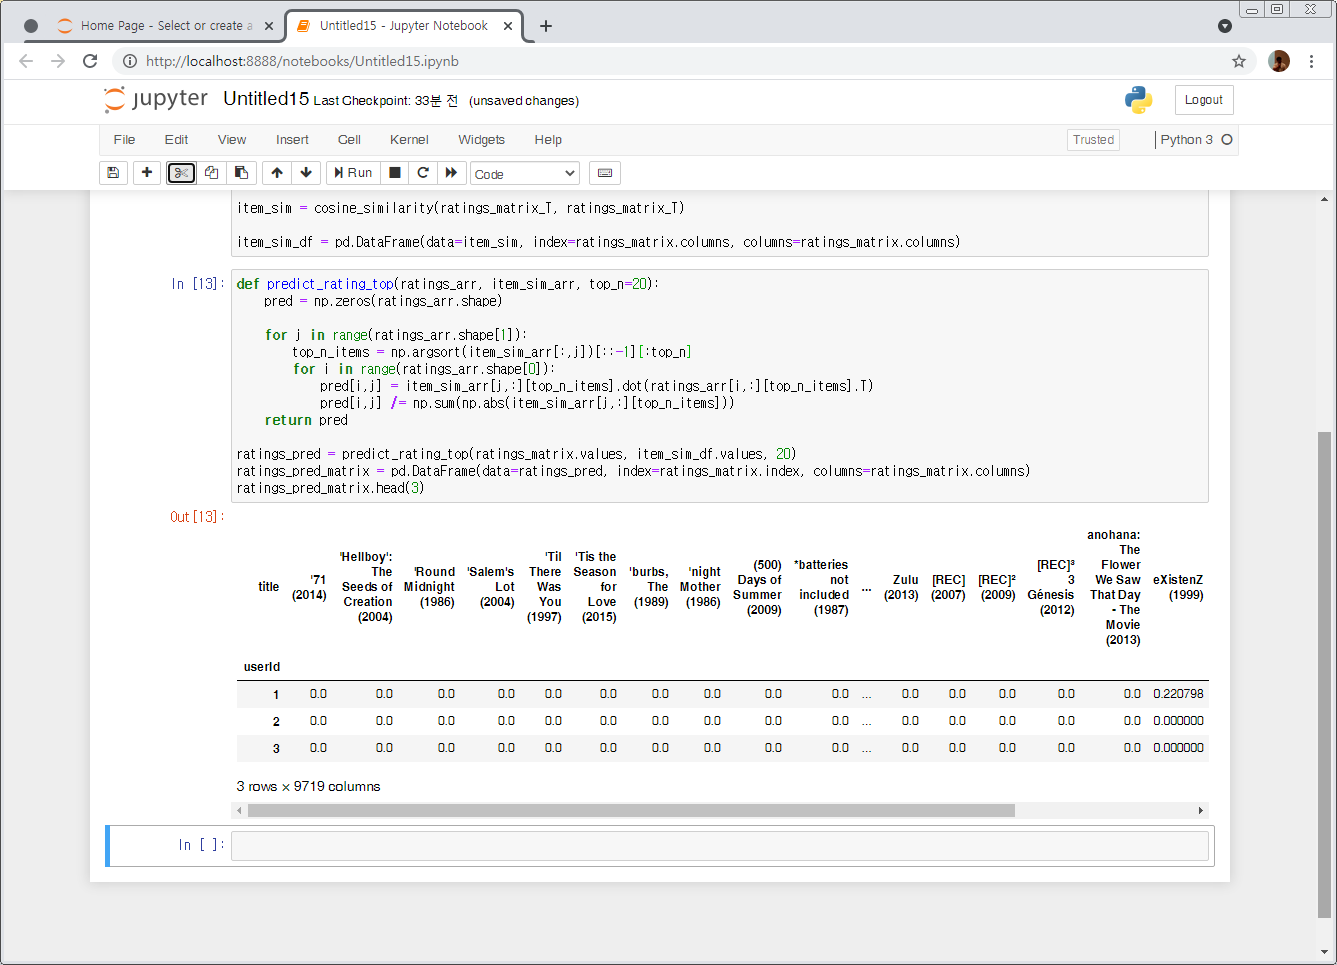 Home Page - Select or create a
Untitled15 - Jupyter Notebook
http://localhost:8888/notebooks/Untitled15.ipynb
jupyter Untitled15 Last Checkpoint: 33분 전 (unsaved changes)
Logout
File Edit View Insert Cell Kernel Widgets Help
Trusted
Python 3
Run
Code
item_sim = cosine_similarity(ratings_matrix_T, ratings_matrix_T)
item_sim_df = pd.DataFrame(data=item_sim, index=ratings_matrix.columns, columns=ratings_matrix.columns)
In [13]:
def predict_rating_top(ratings_arr, item_sim_arr, top_n=20):
pred = np.zeros(ratings_arr.shape)
for j in range(ratings_arr.shape[1]):
top_n_items = np.argsort(item_sim_arr[:,j])[::-1][:top_n]
for i in range(ratings_arr.shape[0]):
pred[i,j] = item_sim_arr[j,:][top_n_items].dot(ratings_arr[i,:][top_n_items].T)
pred[i,j] /= np.sum(np.abs(item_sim_arr[j,:][top_n_items]))
return pred
ratings_pred = predict_rating_top(ratings_matrix.values, item_sim_df.values, 20)
ratings_pred_matrix = pd.DataFrame(data=ratings_pred, index=ratings_matrix.index, columns=ratings_matrix.columns)
ratings_pred_matrix.head(3)
Out[13]:
title
'71
(2014)
'Hellboy':
The
Seeds of
Creation
(2004)
'Round
Midnight
(1986)
'Salem's
Lot
(2004)
'Til
There
Was
You
(1997)
'Tis the
Season
for
Love
(2015)
'burbs,
The
(1989)
'night
Mother
(1986)
(500)
Days of
Summer
(2009)
*batteries
not
included
(1987)
...
Zulu
(2013)
[REC]
(2007)
[REC]²
(2009)
[REC]³
3
Génesis
(2012)
anohana:
The
Flower
We Saw
That Day
- The
Movie
(2013)
eXistenZ
(1999)
userId
1 0.0 0.0 0.0 0.0 0.0 0.0 0.0 0.0 0.0 0.0 ... 0.0 0.0 0.0 0.0 0.0 0.220798
2 0.0 0.0 0.0 0.0 0.0 0.0 0.0 0.0 0.0 0.0 ... 0.0 0.0 0.0 0.0 0.0 0.000000
3 0.0 0.0 0.0 0.0 0.0 0.0 0.0 0.0 0.0 0.0 ... 0.0 0.0 0.0 0.0 0.0 0.000000
3 rows × 9719 columns
In [ ]: